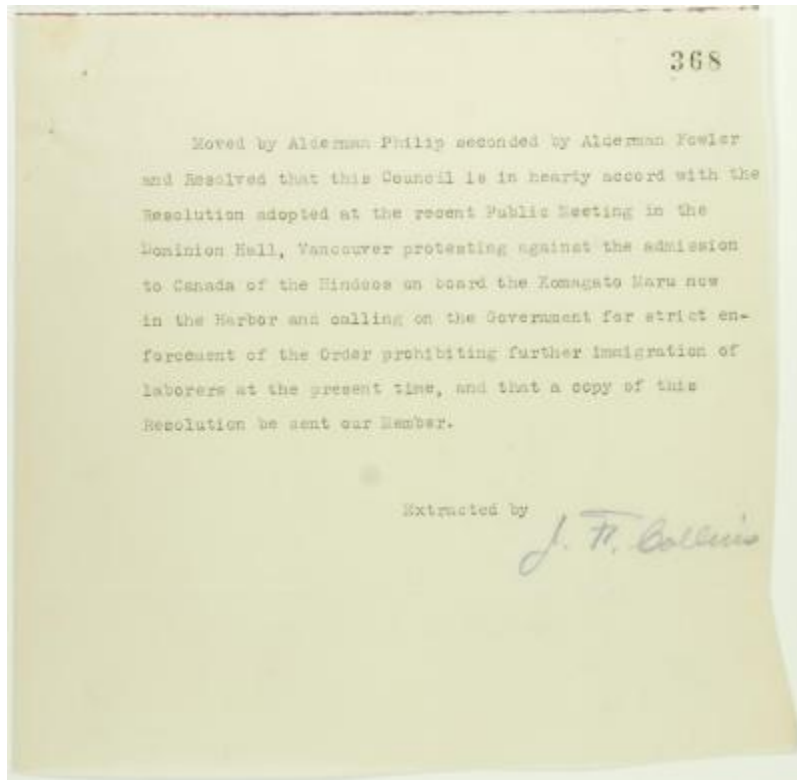 368
Moved by Alderman Philip seconded by Alderman Fowler
and Resolved that this Council is in hearty accord with the
Resolution adopted at the recent Public Meeting in the
Dominion Hall, Vancouver protesting against the admission
to Canada of the Hindoos on board the Komagato Maru now
in the Harbor and calling on the Government for strict en-
forcement of the Order prohibiting further immigration of
laborers at the present time, and that a copy of this
Resolution be sent our Member.
Extracted by
J. F. Collins